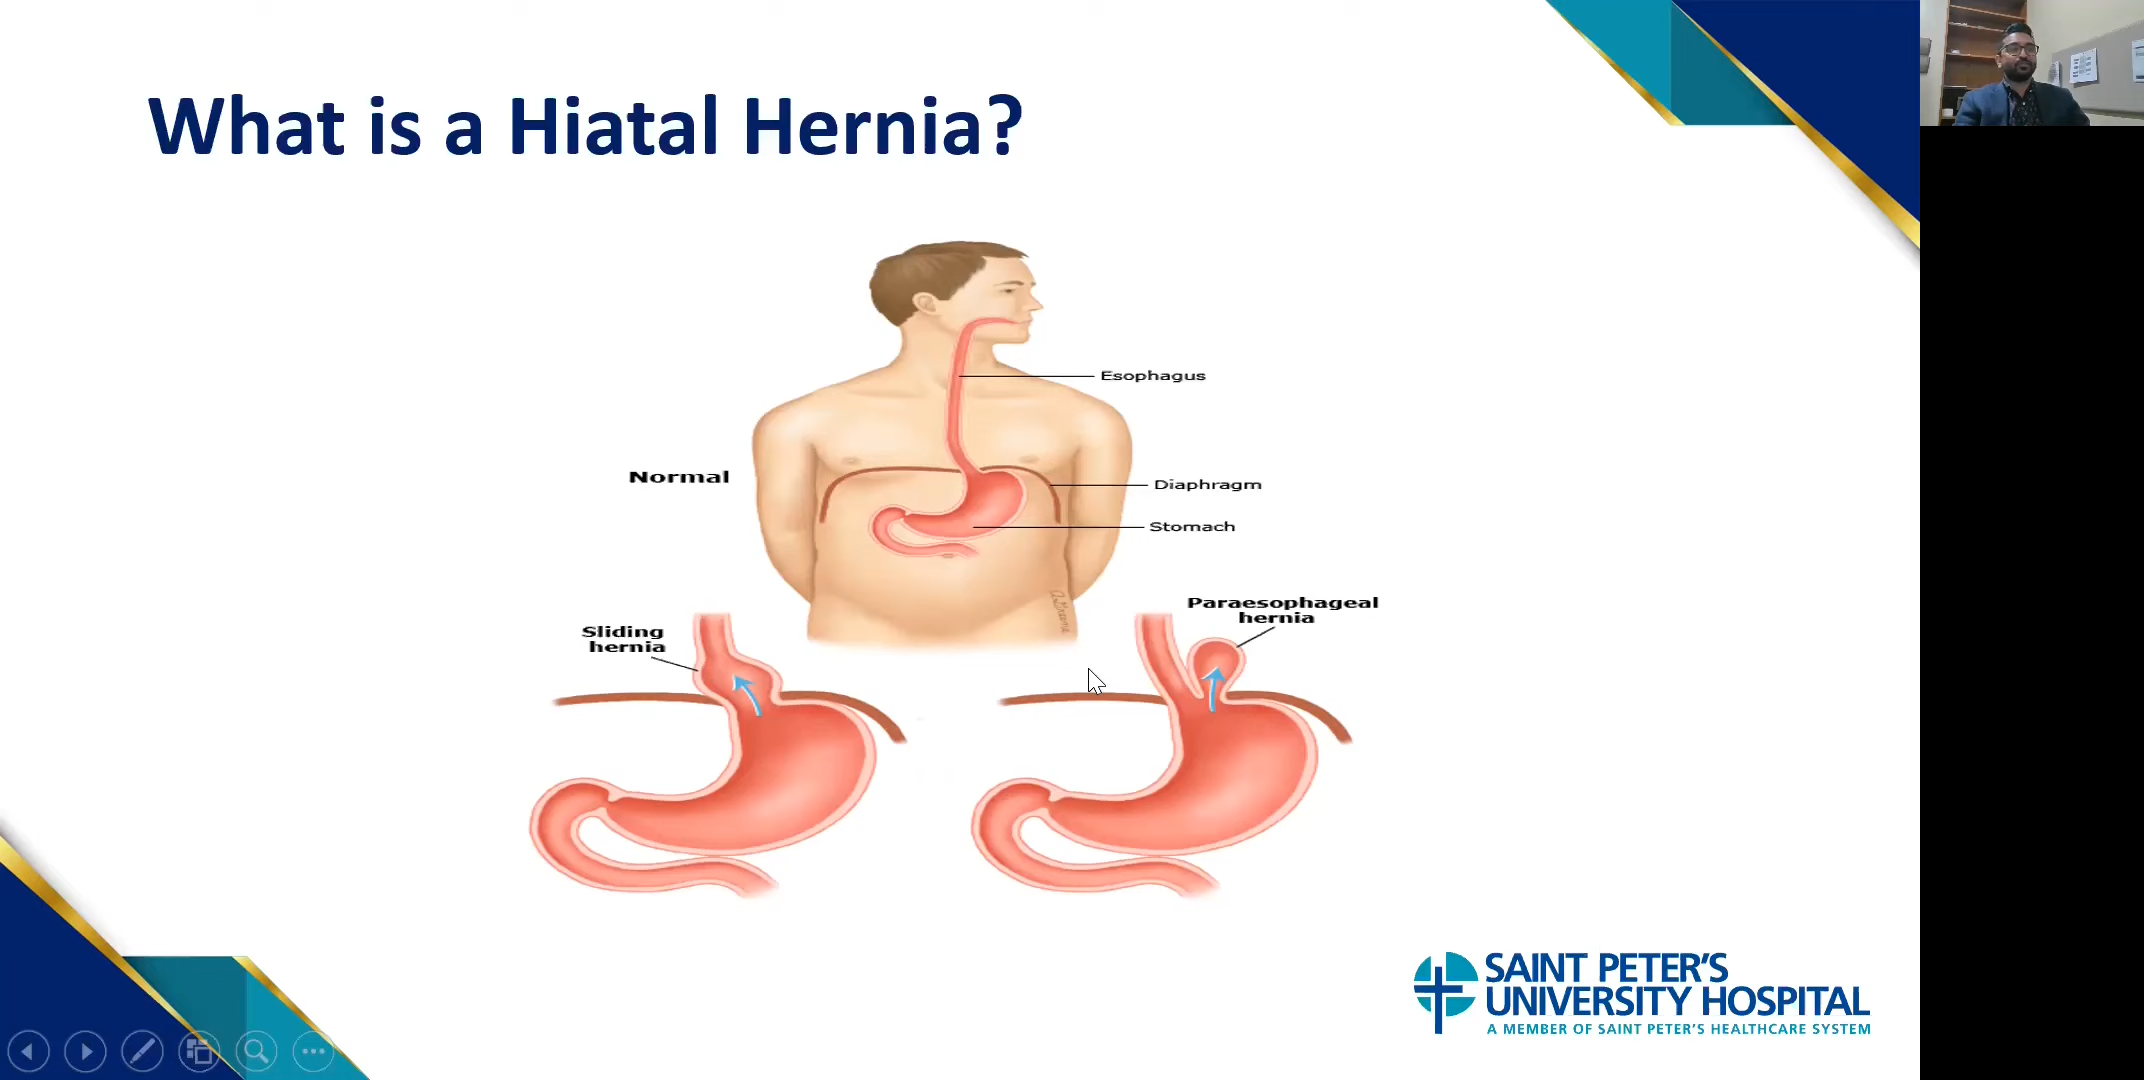 What is a Hiatal Hernia?
Esophagus
Normal
Diaphragm
Stomach
Sliding
hernia
Paraesophageal
hernia
SAINT PETER'S
UNIVERSITY HOSPITAL
A MEMBER OF SAINT PETER'S HEALTHCARE SYSTEM